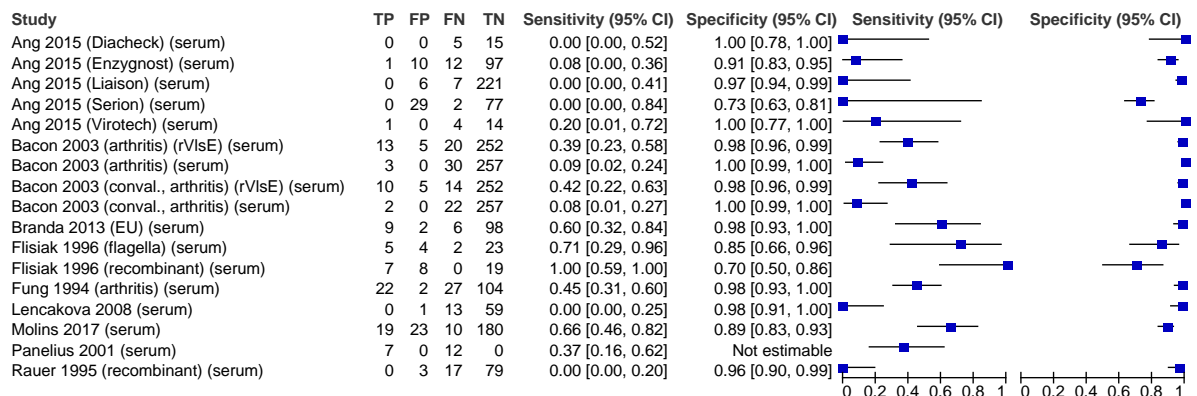 Study TP FP FN TN Sensitivity (95% CI) Specificity (95% CI) Sensitivity (95% CI) Specificity (95% CI)
Ang 2015 (Diacheck) (serum) 0 0 5 15 0.00 [0.00, 0.52] 1.00 [0.78, 1.00]
Ang 2015 (Enzygnost) (serum) 1 10 12 97 0.08 [0.00, 0.36] 0.91 [0.83, 0.95]
Ang 2015 (Liaison) (serum) 0 6 7 221 0.00 [0.00, 0.41] 0.97 [0.94, 0.99]
Ang 2015 (Serion) (serum) 0 29 2 77 0.00 [0.00, 0.84] 0.73 [0.63, 0.81]
Ang 2015 (Virotech) (serum) 1 0 4 14 0.20 [0.01, 0.72] 1.00 [0.77, 1.00]
Bacon 2003 (arthritis) (rVlsE) (serum) 13 5 20 252 0.39 [0.23, 0.58] 0.98 [0.96, 0.99]
Bacon 2003 (arthritis) (serum) 3 0 30 257 0.09 [0.02, 0.24] 1.00 [0.99, 1.00]
Bacon 2003 (conval., arthritis) (rVlsE) (serum) 10 5 14 252 0.42 [0.22, 0.63] 0.98 [0.96, 0.99]
Bacon 2003 (conval., arthritis) (serum) 2 0 22 257 0.08 [0.01, 0.27] 1.00 [0.99, 1.00]
Branda 2013 (EU) (serum) 9 2 6 98 0.60 [0.32, 0.84] 0.98 [0.93, 1.00]
Flisiak 1996 (flagella) (serum) 5 4 2 23 0.71 [0.29, 0.96] 0.85 [0.66, 0.96]
Flisiak 1996 (recombinant) (serum) 7 8 0 19 1.00 [0.59, 1.00] 0.70 [0.50, 0.86]
Fung 1994 (arthritis) (serum) 22 2 27 104 0.45 [0.31, 0.60] 0.98 [0.93, 1.00]
Lencakova 2008 (serum) 0 1 13 59 0.00 [0.00, 0.25] 0.98 [0.91, 1.00]
Molins 2017 (serum) 19 23 10 180 0.66 [0.46, 0.82] 0.89 [0.83, 0.93]
Panelius 2001 (serum) 7 0 12 0 0.37 [0.16, 0.62] Not estimable
Rauer 1995 (recombinant) (serum) 0 3 17 79 0.00 [0.00, 0.20] 0.96 [0.90, 0.99]
0 0.2 0.4 0.6 0.8 1 0 0.2 0.4 0.6 0.8 1